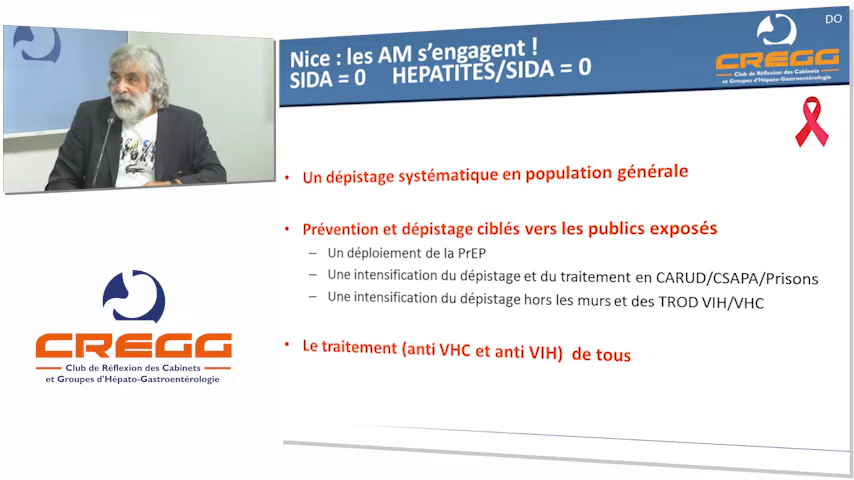 Nice : les AM s'engagent !
SIDA = 0 HEPATITES/SIDA = 0
DO
CREGG
Club de Réflexion des Cabinets
et Groupes d'Hépato-Gastroentérologie
• Un dépistage systématique en population générale
• Prévention et dépistage ciblés vers les publics exposés
– Un déploiement de la PrEP
– Une intensification du dépistage et du traitement en CARUD/CSAPA/Prisons
– Une intensification du dépistage hors les murs et des TROD VIH/VHC
• Le traitement (anti VHC et anti VIH) de tous
CREGG
Club de Réflexion des Cabinets
et Groupes d'Hépato-Gastroentérologie